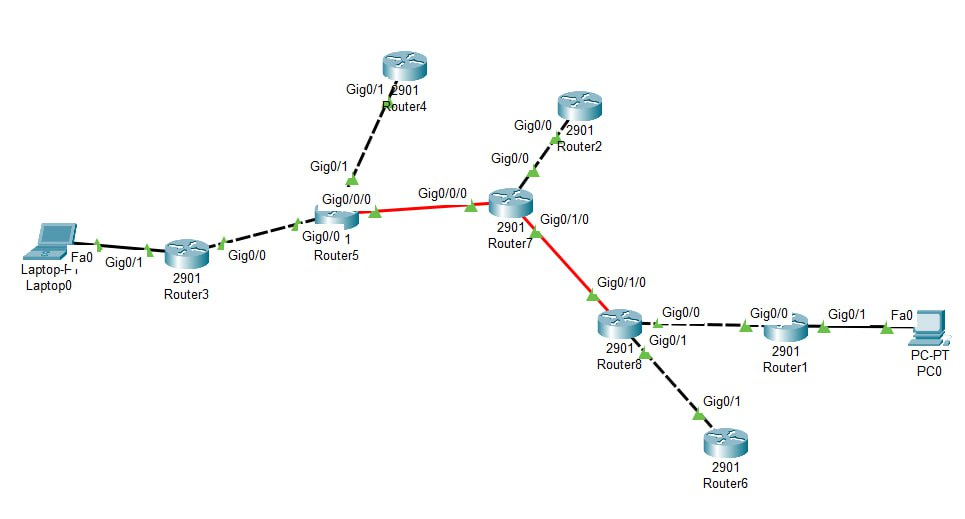 Gig0/1
2901
Router4
Gig0/0
2901
Router2
Gig0/1
Gig0/0
Gig0/0/0
Gig0/0/0
2901
Router7
Gig0/1/0
Gig0/0
1
Router5
Fa0
Laptop0
Gig0/1
Gig0/0
2901
Router3
Gig0/1/0
Gig0/0
Gig0/0
Gig0/1
Fa0
2901
Router8
Gig0/1
2901
Router1
PC-PT
PC0
Gig0/1
2901
Router6